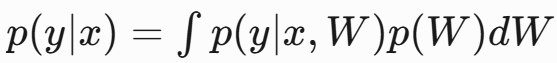 p(y|x) = ∫ p(y|x, W)p(W)dW